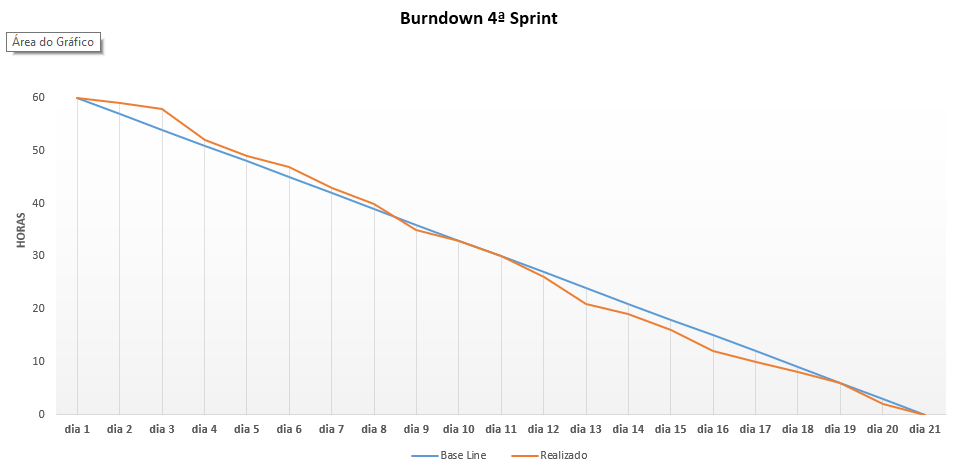 Burndown 4ª Sprint
Área do Gráfico
60
50
40
30
20
10
0
HORAS
dia 1 dia 2 dia 3 dia 4 dia 5 dia 6 dia 7 dia 8 dia 9 dia 10 dia 11 dia 12 dia 13 dia 14 dia 15 dia 16 dia 17 dia 18 dia 19 dia 20 dia 21
Base Line Realizado